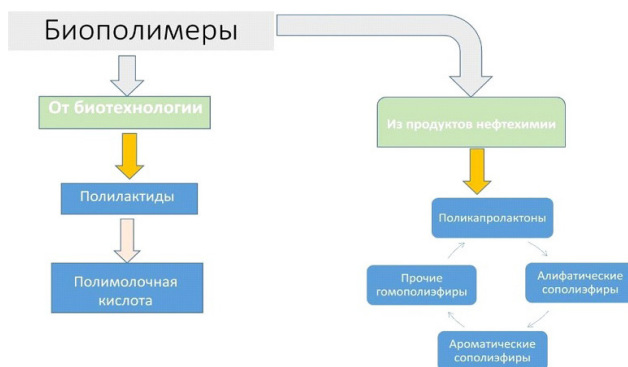 Биополимеры
От биотехнологии
Полилактиды
Полимолочная
кислота
Из продуктов нефтехимии
Поликапролактоны
Прочие
гомополиэфиры
Алифатические
сополиэфиры
Ароматические
сополиэфиры